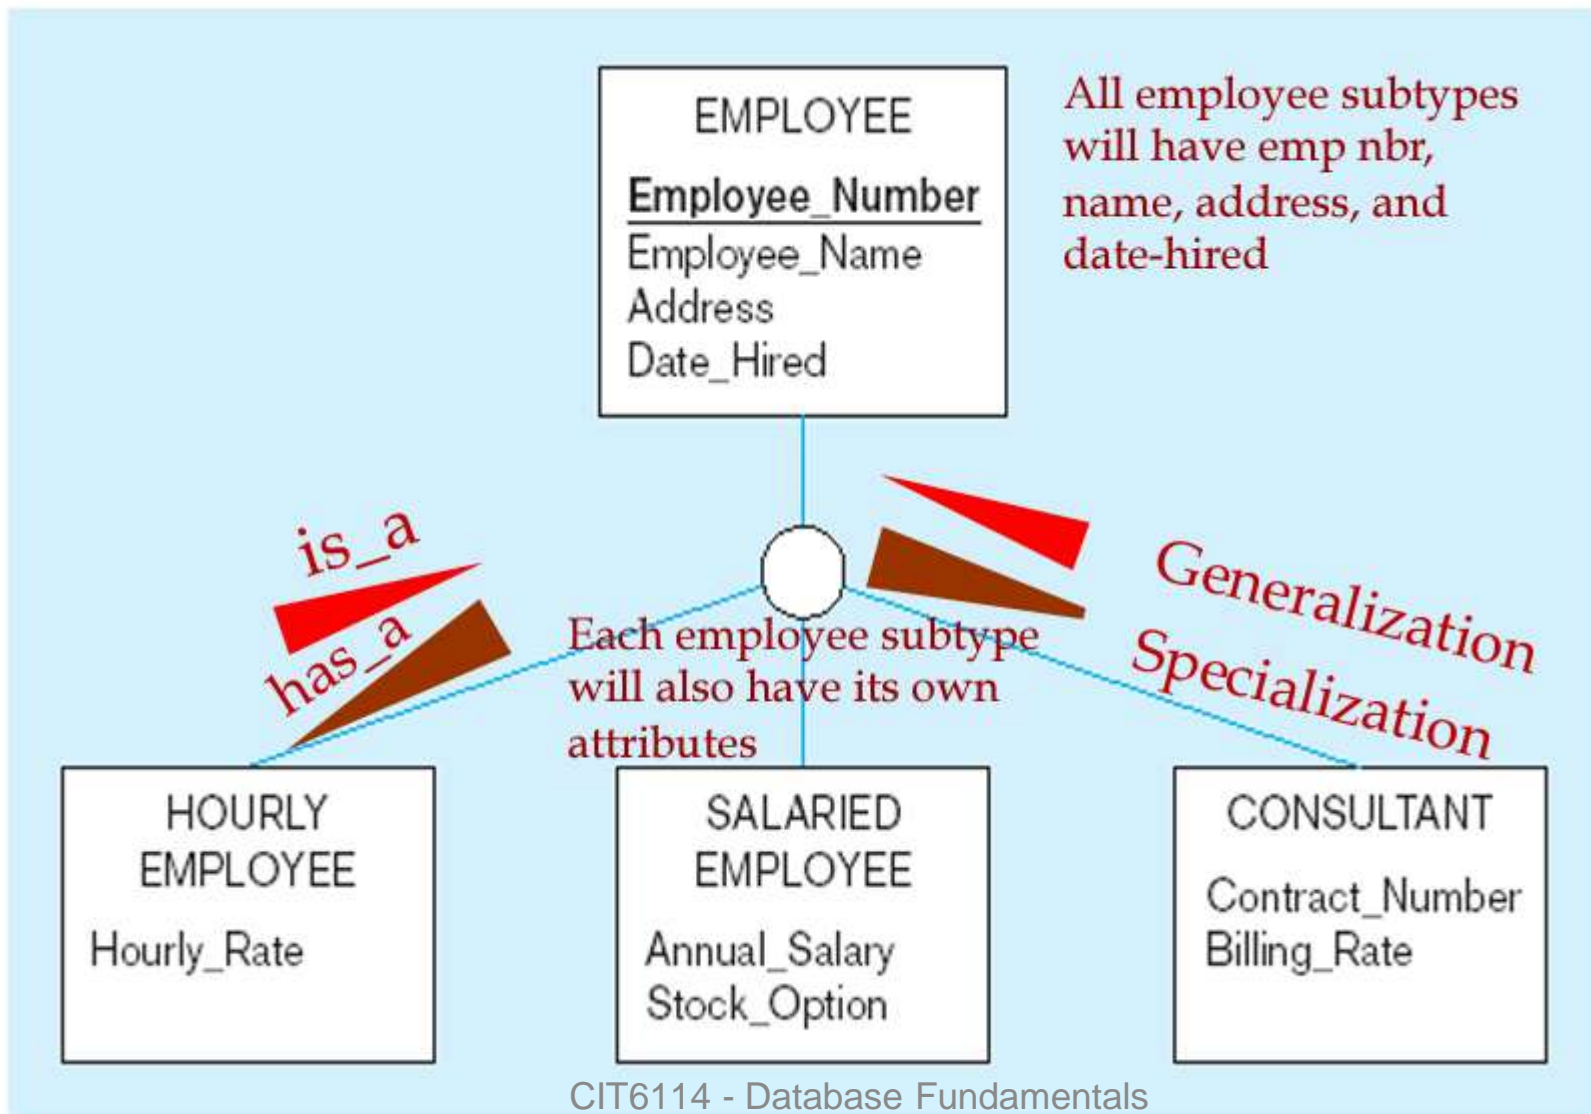 EMPLOYEE
Employee_Number
Employee_Name
Address
Date_Hired
All employee subtypes
will have emp nbr,
name, address, and
date-hired
is_a
has_a
Generalization
Specialization
Each employee subtype
will also have its own
attributes
HOURLY
EMPLOYEE
Hourly_Rate
SALARIED
EMPLOYEE
Annual_Salary
Stock_Option
CONSULTANT
Contract_Number
Billing_Rate
CIT6114 - Database Fundamentals